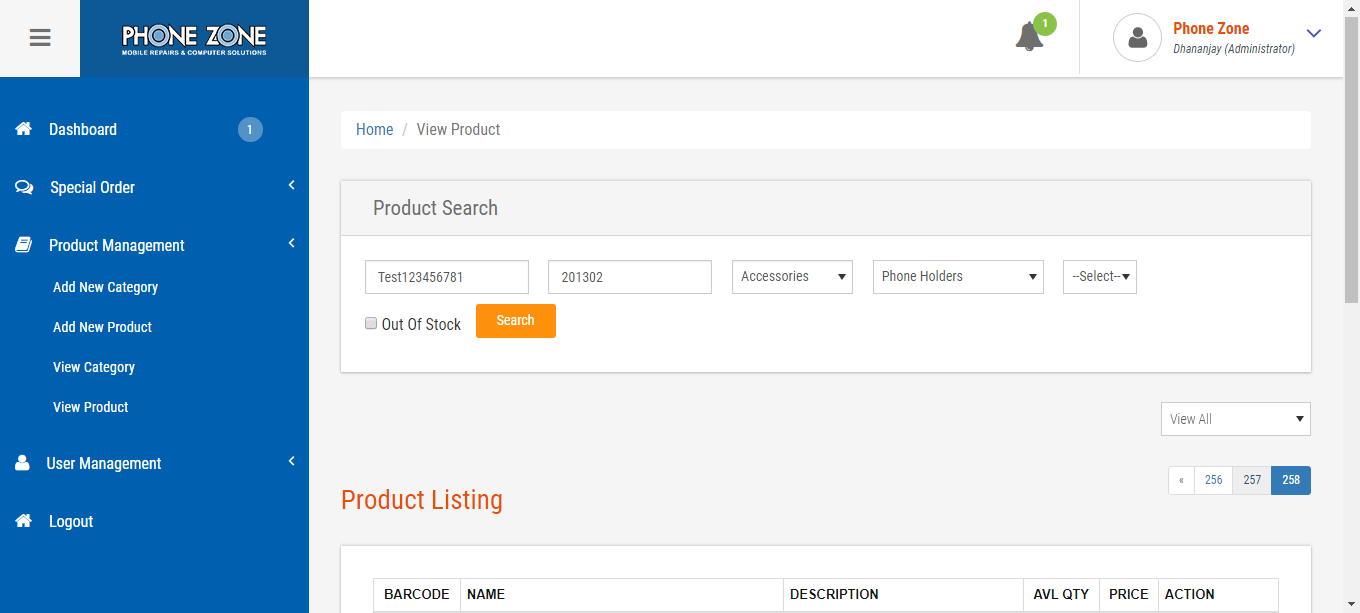 PHONE ZONE
MOBILE REPAIRS & COMPUTER SOLUTIONS
1
Phone Zone
Dhananjay (Administrator)
Dashboard 1
Special Order
Product Management
Add New Category
Add New Product
View Category
View Product
User Management
Logout
Home / View Product
Product Search
Test123456781 201302 Accessories Phone Holders --Select--
Out Of Stock Search
View All
« 256 257 258
Product Listing
BARCODE NAME DESCRIPTION AVL QTY PRICE ACTION